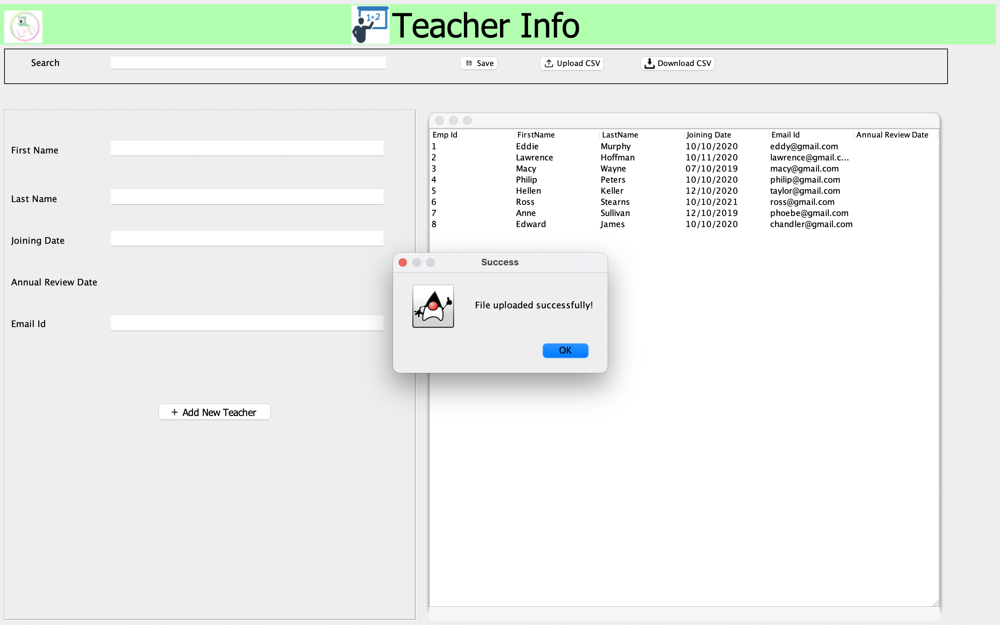 LMD
1+2
Teacher Info
Search
Save
Upload CSV
Download CSV
First Name
Last Name
Joining Date
Annual Review Date
Email Id
+ Add New Teacher
Emp Id FirstName LastName Joining Date Email Id Annual Review Date
1 Eddie Murphy 10/10/2020 eddy@gmail.com
2 Lawrence Hoffman 10/11/2020 lawrence@gmail.c...
3 Macy Wayne 07/10/2019 macy@gmail.com
4 Philip Peters 10/10/2020 philip@gmail.com
5 Hellen Keller 12/10/2020 taylor@gmail.com
6 Ross Stearns 10/10/2021 ross@gmail.com
7 Anne Sullivan 12/10/2019 phoebe@gmail.com
8 Edward James 10/10/2020 chandler@gmail.com
Success
File uploaded successfully!
OK